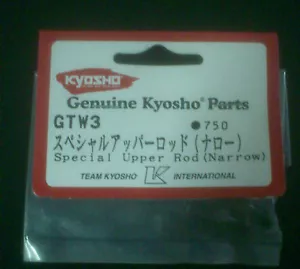 KYOSHO
Genuine Kyosho® Parts
GTW3 ●750
スペシャルアッパーロッド(ナロー)
Special Upper Rod(Narrow)
TEAM KYOSHO K INTERNATIONAL